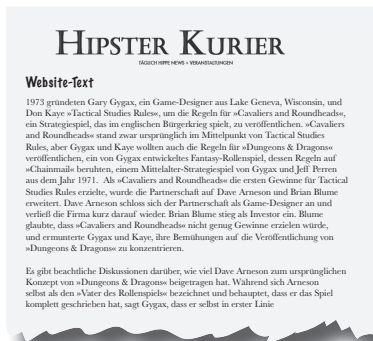 HIPSTER KURIER
TÄGLICH HIPPE NEWS + VERANSTALTUNGEN
Website-Text
1973 gründeten Gary Gygax, ein Game-Designer aus Lake Geneva, Wisconsin, und
Don Kaye »Tactical Studies Rules«, um die Regeln für »Cavaliers and Roundheads«,
ein Strategiespiel, das im englischen Bürgerkrieg spielt, zu veröffentlichen. »Cavaliers
and Roundheads« stand zwar ursprünglich im Mittelpunkt von Tactical Studies
Rules, aber Gygax und Kaye wollten auch die Regeln für »Dungeons & Dragons«
veröffentlichen, ein von Gygax entwickeltes Fantasy-Rollenspiel, dessen Regeln auf
»Chainmail« beruhten, einem Mittelalter-Strategiespiel von Gygax und Jeff Perren
aus dem Jahr 1971. Als »Cavaliers and Roundheads« die ersten Gewinne für Tactical
Studies Rules erzielte, wurde die Partnerschaft auf Dave Arneson und Brian Blume
erweitert. Dave Arneson schloss sich der Partnerschaft als Game-Designer an und
verließ die Firma kurz darauf wieder. Brian Blume stieg als Investor ein. Blume
glaubte, dass »Cavaliers and Roundheads« nicht genug Gewinne erzielen würde,
und ermunterte Gygax und Kaye, ihre Bemühungen auf die Veröffentlichung von
»Dungeons & Dragons« zu konzentrieren.
Es gibt beachtliche Diskussionen darüber, wie viel Dave Arneson zum ursprünglichen
Konzept von »Dungeons & Dragons« beigetragen hat. Während sich Arneson
selbst als den »Vater des Rollenspiels« bezeichnet und behauptet, dass er das Spiel
komplett geschrieben hat, sagt Gygax, dass er selbst in erster Linie